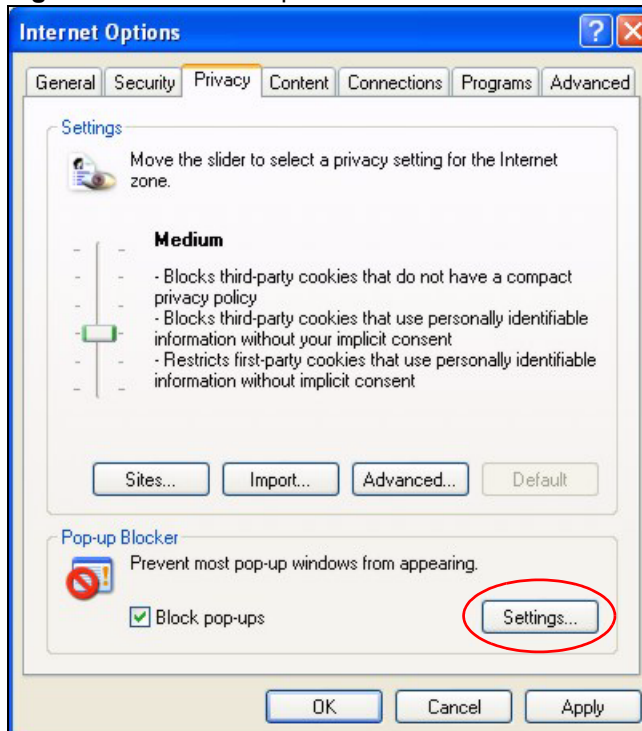 Internet Options
General Security Privacy Content Connections Programs Advanced
Settings
Move the slider to select a privacy setting for the Internet
zone.
Medium
- Blocks third-party cookies that do not have a compact
privacy policy
- Blocks third-party cookies that use personally identifiable
information without your implicit consent
- Restricts first-party cookies that use personally identifiable
information without implicit consent
Sites... Import... Advanced... Default
Pop-up Blocker
Prevent most pop-up windows from appearing.
Block pop-ups Settings...
OK Cancel Apply